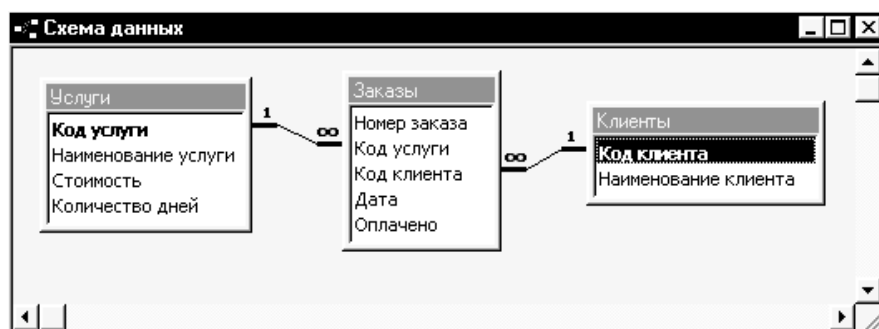 Схема данных
Услуги
Код услуги
Наименование услуги
Стоимость
Количество дней
1
∞
Заказы
Номер заказа
Код услуги
Код клиента
Дата
Оплачено
∞
1
Клиенты
Код клиента
Наименование клиента